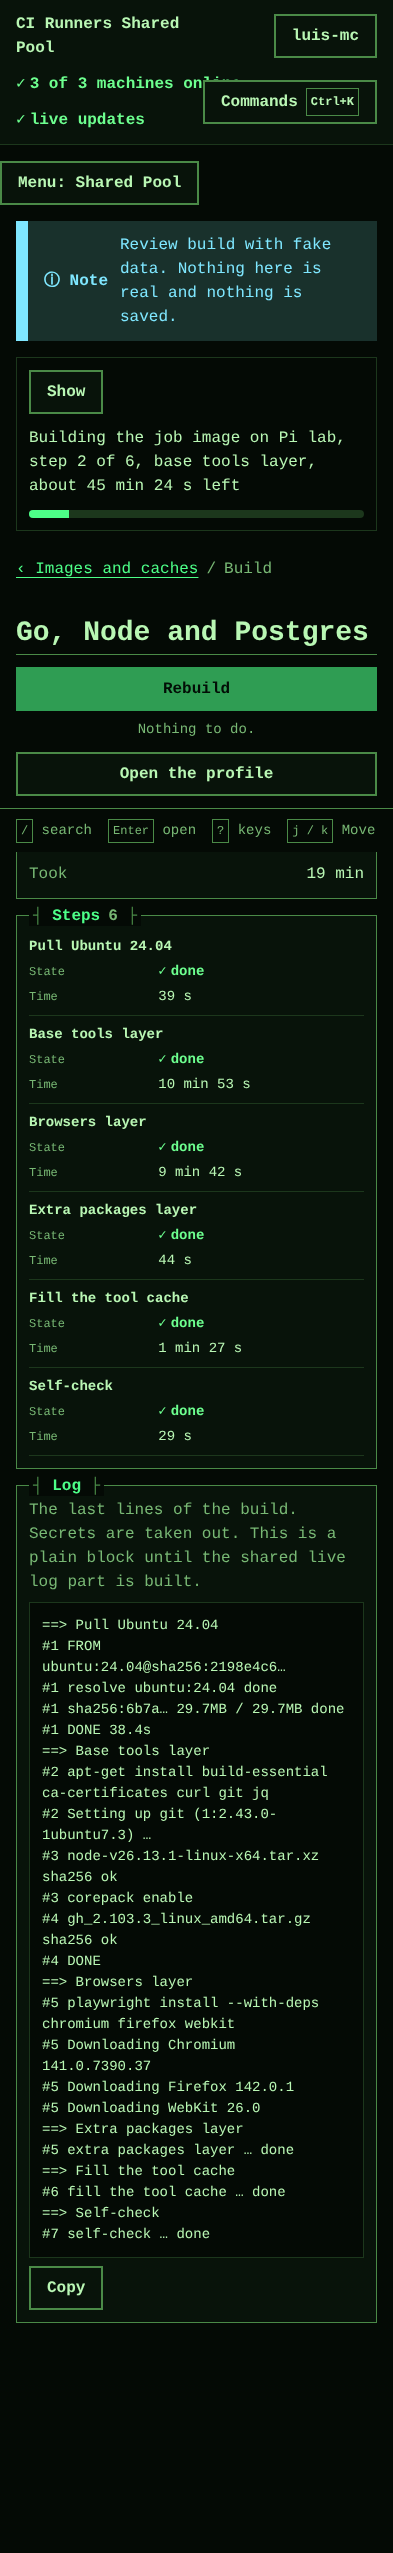 CI Runners Shared
Pool
luis-mc
✓ 3 of 3 machines
✓ live updates
Commands Ctrl+K
Menu: Shared Pool
ⓘ Note
Review build with fake
data. Nothing here is
real and nothing is
saved.
Show
Building the job image on Pi lab,
step 2 of 6, base tools layer,
about 45 min 24 s left
‹ Images and caches / Build
Go, Node and Postgres
Rebuild
Nothing to do.
Open the profile
/ search Enter open ? keys j / k Move
Took 19 min
Steps 6
Pull Ubuntu 24.04
State ✓ done
Time 39 s
Base tools layer
State ✓ done
Time 10 min 53 s
Browsers layer
State ✓ done
Time 9 min 42 s
Extra packages layer
State ✓ done
Time 44 s
Fill the tool cache
State ✓ done
Time 1 min 27 s
Self-check
State ✓ done
Time 29 s
Log
The last lines of the build.
Secrets are taken out. This is a
plain block until the shared live
log part is built.
==> Pull Ubuntu 24.04
#1 FROM
ubuntu:24.04@sha256:2198e4c6…
#1 resolve ubuntu:24.04 done
#1 sha256:6b7a… 29.7MB / 29.7MB done
#1 DONE 38.4s
==> Base tools layer
#2 apt-get install build-essential
ca-certificates curl git jq
#2 Setting up git (1:2.43.0-
1ubuntu7.3) …
#3 node-v26.13.1-linux-x64.tar.xz
sha256 ok
#3 corepack enable
#4 gh_2.103.3_linux_amd64.tar.gz
sha256 ok
#4 DONE
==> Browsers layer
#5 playwright install --with-deps
chromium firefox webkit
#5 Downloading Chromium
141.0.7390.37
#5 Downloading Firefox 142.0.1
#5 Downloading WebKit 26.0
==> Extra packages layer
#5 extra packages layer … done
==> Fill the tool cache
#6 fill the tool cache … done
==> Self-check
#7 self-check … done
Copy